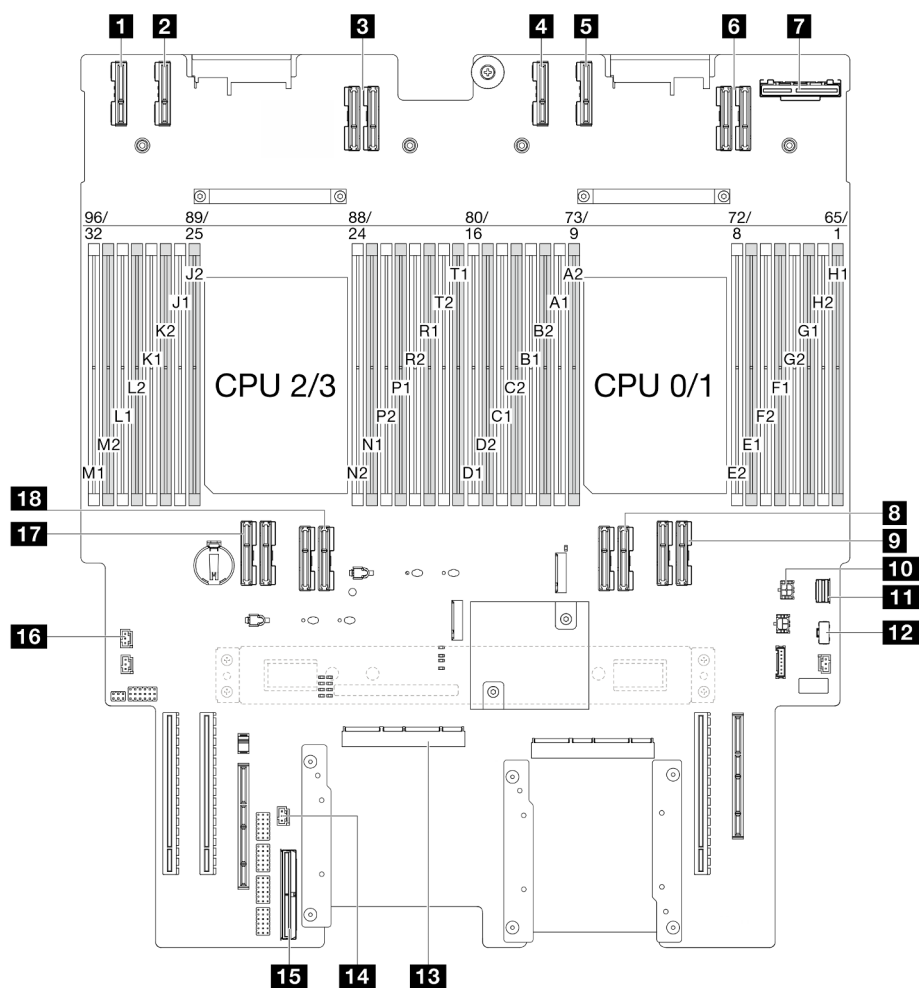 1 2 3 4 5 6 7
96/ 89/ 88/ 80/ 73/ 72/ 65/
32 25 24 16 9 8 1
J2 T1 A2 H1
J1 T2 A1 H2
K2 R1 B2 G1
K1 R2 B1 G2
CPU 2/3 CPU 0/1
L2 P1 C2 F1
L1 P2 C1 F2
M2 N1 D2 E1
M1 N2 D1 E2
18 8
17 9
10
11
16 12
15 14 13